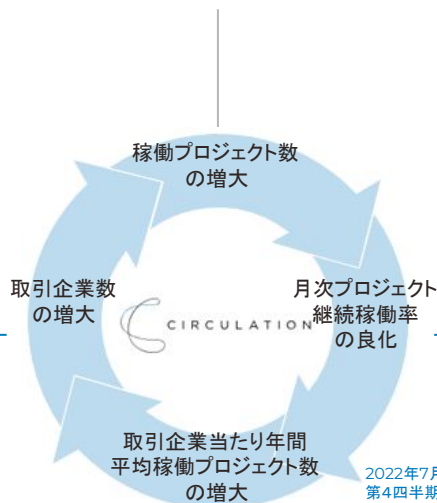 稼働プロジェクト数
の増大
取引企業数
の増大
CIRCULATION
月次プロジェクト
継続稼働率
の良化
取引企業当たり年間
平均稼働プロジェクト数
の増大
2022年7月
第4四半期